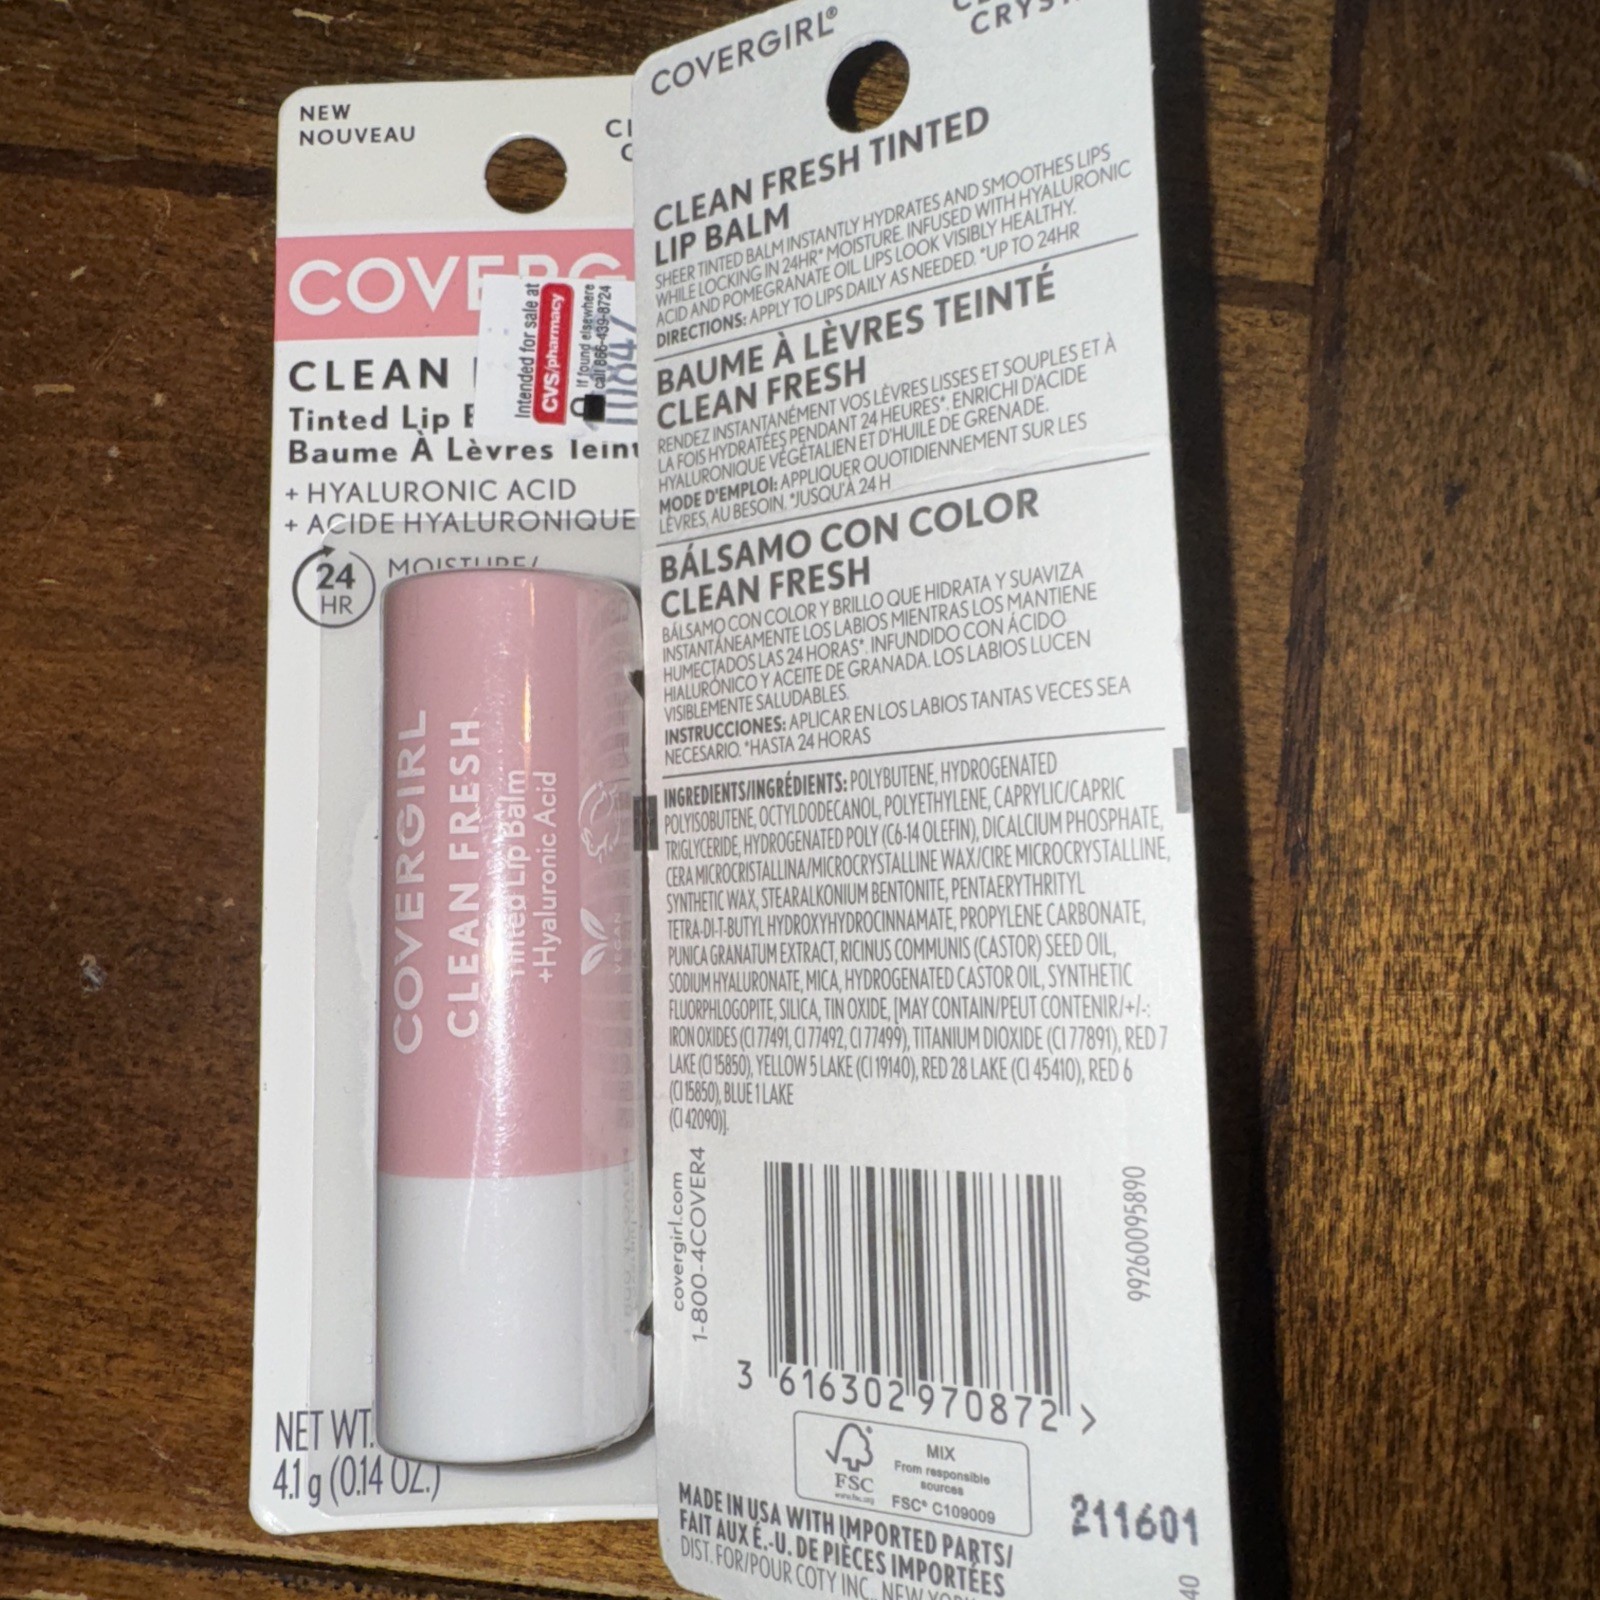 NEW
NOUVEAU
COVERG
CLEAN
Tinted Lip
Baume À Lèvres Teint
+ HYALURONIC ACID
+ ACIDE HYALURONIQUE
24
HR
MOISTURE/
Intended for sale at
CVS/pharmacy
If found elsewhere
call 866-439-8724
COVERGIRL
CLEAN FRESH
Tinted Lip Balm
+Hyaluronic Acid
VEGAN
NET WT.
4.1 g (0.14 OZ.)
COVERGIRL®
CLEAN FRESH TINTED
LIP BALM
SHEER TINTED BALM INSTANTLY HYDRATES AND SMOOTHES LIPS
WHILE LOCKING IN 24HR* MOISTURE. INFUSED WITH HYALURONIC
ACID AND POMEGRANATE OIL. LIPS LOOK VISIBLY HEALTHY.
DIRECTIONS: APPLY TO LIPS DAILY AS NEEDED. *UP TO 24HR
BAUME À LÈVRES TEINTÉ
CLEAN FRESH
RENDEZ INSTANTANÉMENT VOS LÈVRES LISSES ET SOUPLES ET À
LA FOIS HYDRATÉES PENDANT 24 HEURES*. ENRICHI D'ACIDE
HYALURONIQUE VÉGÉTALIEN ET D'HUILE DE GRENADE.
MODE D'EMPLOI: APPLIQUER QUOTIDIENNEMENT SUR LES
LÈVRES, AU BESOIN. *JUSQU'À 24 H
BÁLSAMO CON COLOR
CLEAN FRESH
BÁLSAMO CON COLOR Y BRILLO QUE HIDRATA Y SUAVIZA
INSTANTÁNEAMENTE LOS LABIOS MIENTRAS LOS MANTIENE
HUMECTADOS LAS 24 HORAS*. INFUNDIDO CON ÁCIDO
HIALURÓNICO Y ACEITE DE GRANADA. LOS LABIOS LUCEN
VISIBLEMENTE SALUDABLES.
INSTRUCCIONES: APLICAR EN LOS LABIOS TANTAS VECES SEA
NECESARIO. *HASTA 24 HORAS
INGREDIENTS/INGRÉDIENTS: POLYBUTENE, HYDROGENATED
POLYISOBUTENE, OCTYLDODECANOL, POLYETHYLENE, CAPRYLIC/CAPRIC
TRIGLYCERIDE, HYDROGENATED POLY (C6-14 OLEFIN), DICALCIUM PHOSPHATE,
CERA MICROCRISTALLINA/MICROCRYSTALLINE WAX/CIRE MICROCRYSTALLINE,
SYNTHETIC WAX, STEARALKONIUM BENTONITE, PENTAERYTHRITYL
TETRA-DI-T-BUTYL HYDROXYHYDROCINNAMATE, PROPYLENE CARBONATE,
PUNICA GRANATUM EXTRACT, RICINUS COMMUNIS (CASTOR) SEED OIL,
SODIUM HYALURONATE, MICA, HYDROGENATED CASTOR OIL, SYNTHETIC
FLUORPHLOGOPITE, SILICA, TIN OXIDE, [MAY CONTAIN/PEUT CONTENIR/+/-:
IRON OXIDES (CI 77491, CI 77492, CI 77499), TITANIUM DIOXIDE (CI 77891), RED 7
LAKE (CI 15850), YELLOW 5 LAKE (CI 19140), RED 28 LAKE (CI 45410), RED 6
(CI 15850), BLUE 1 LAKE
(CI 42090)].
covergirl.com
1-800-4COVER4
99260095890
3 616302 970872 >
FSC
MIX
From responsible
sources
FSC® C109009
211601
MADE IN USA WITH IMPORTED PARTS/
FAIT AUX É.-U. DE PIÈCES IMPORTÉES
DIST. FOR/POUR COTY INC., NEW YOR
40